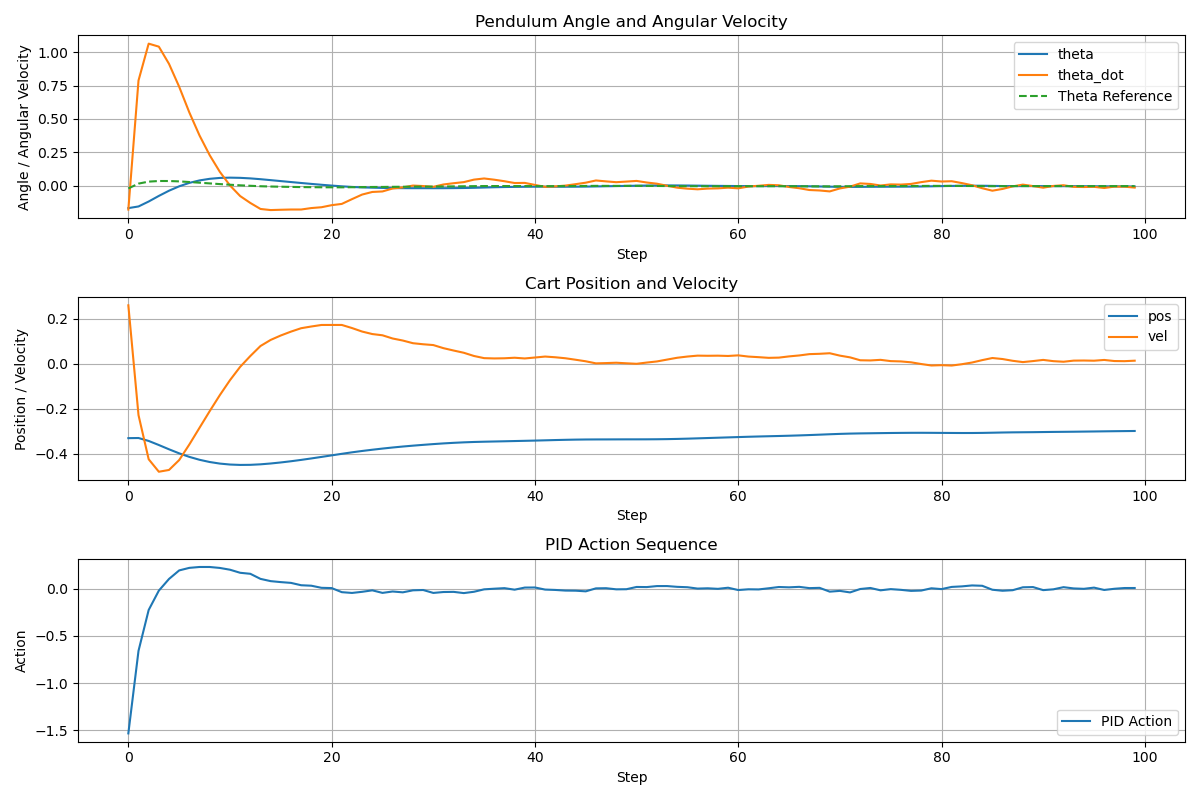 Pendulum Angle and Angular Velocity
Angle / Angular Velocity
1.00
0.75
0.50
0.25
0.00
theta
theta_dot
Theta Reference
0 20 40 60 80 100
Step
Cart Position and Velocity
Position / Velocity
0.2
0.0
−0.2
−0.4
pos
vel
0 20 40 60 80 100
Step
PID Action Sequence
Action
0.0
−0.5
−1.0
−1.5
PID Action
0 20 40 60 80 100
Step